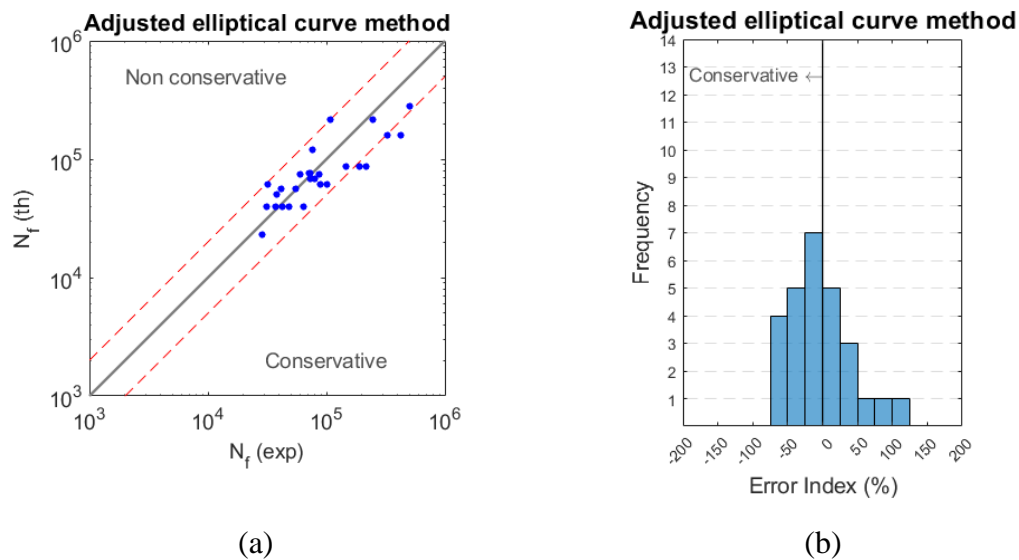 Adjusted elliptical curve method
10^6
Non conservative
10^5
N_f (th)
10^4
Conservative
10^3
10^3 10^4 10^5 10^6
N_f (exp)
(a)
Adjusted elliptical curve method
14
13
Conservative ←
12
11
10
9
8
7
6
5
4
3
2
1
Frequency
-200 -100 -50 0 50 100 200
Error Index (%)
(b)